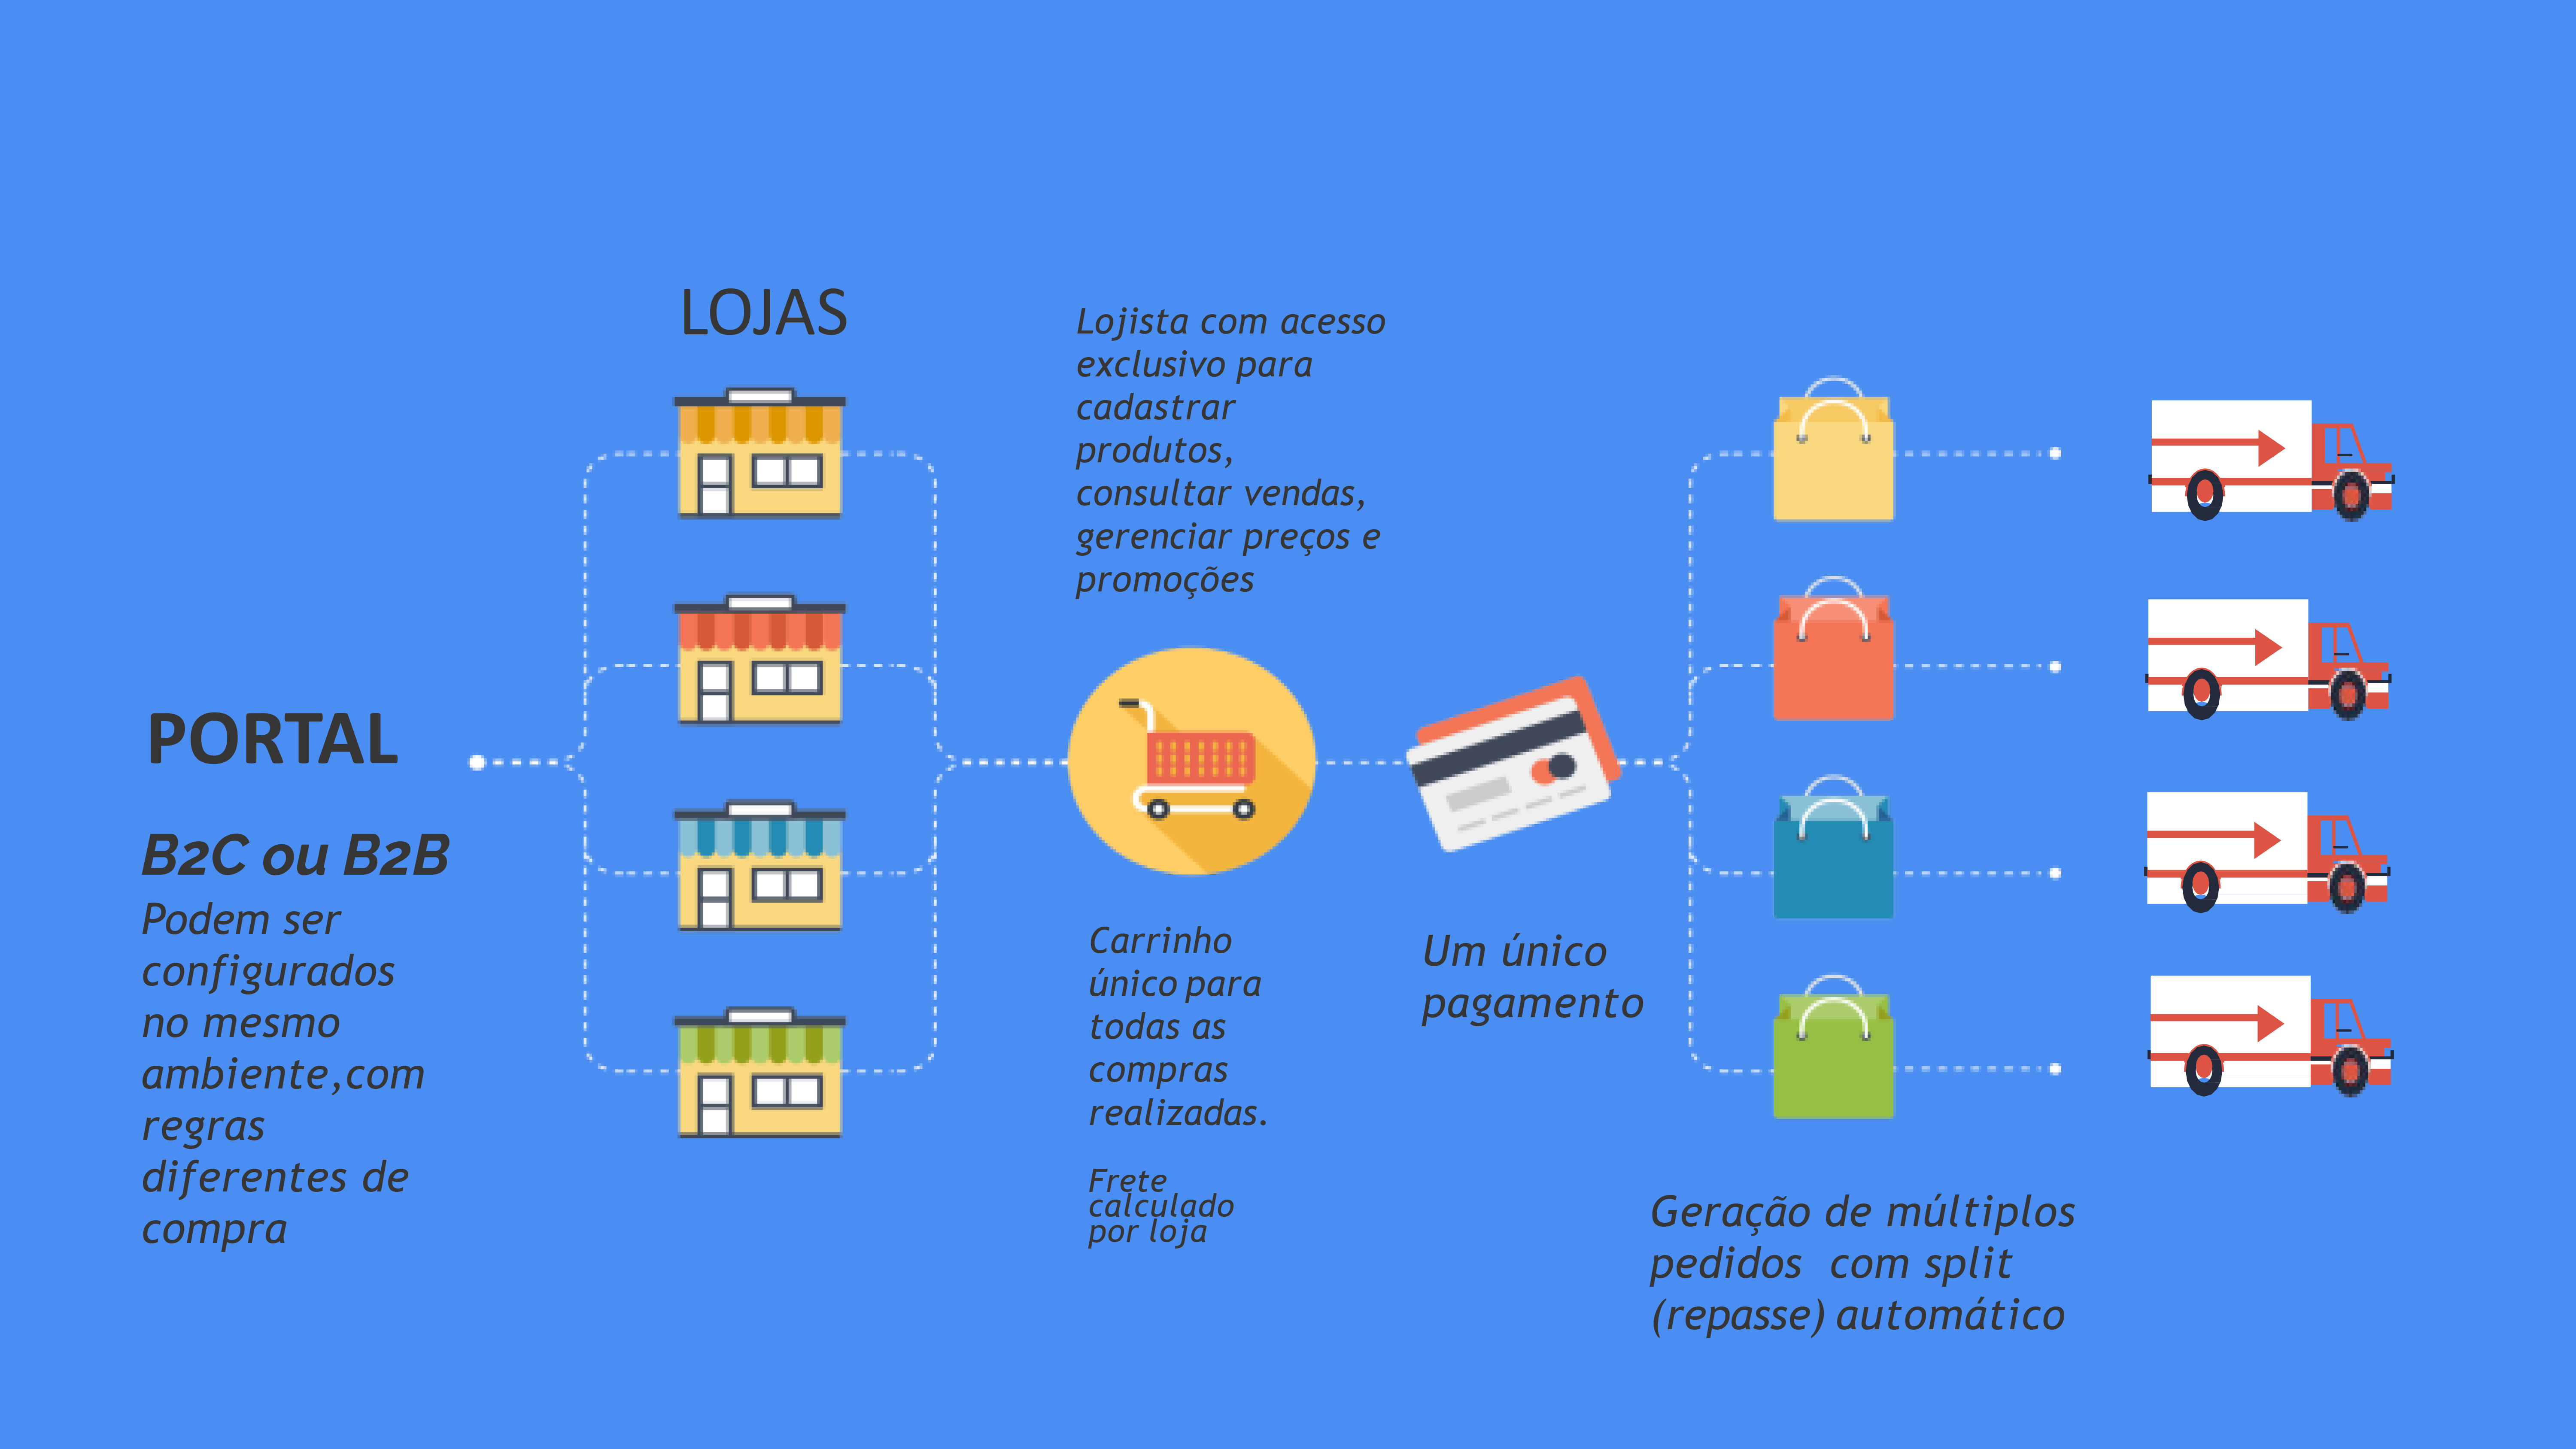 LOJAS
Lojista com acesso
exclusivo para
cadastrar
produtos,
consultar vendas,
gerenciar preços e
promoções
PORTAL
B2C ou B2B
Podem ser
configurados
no mesmo
ambiente,com
regras
diferentes de
compra
Carrinho
único para
todas as
compras
realizadas.
Frete
calculado
por loja
Um único
pagamento
Geração de múltiplos
pedidos  com split
(repasse) automático